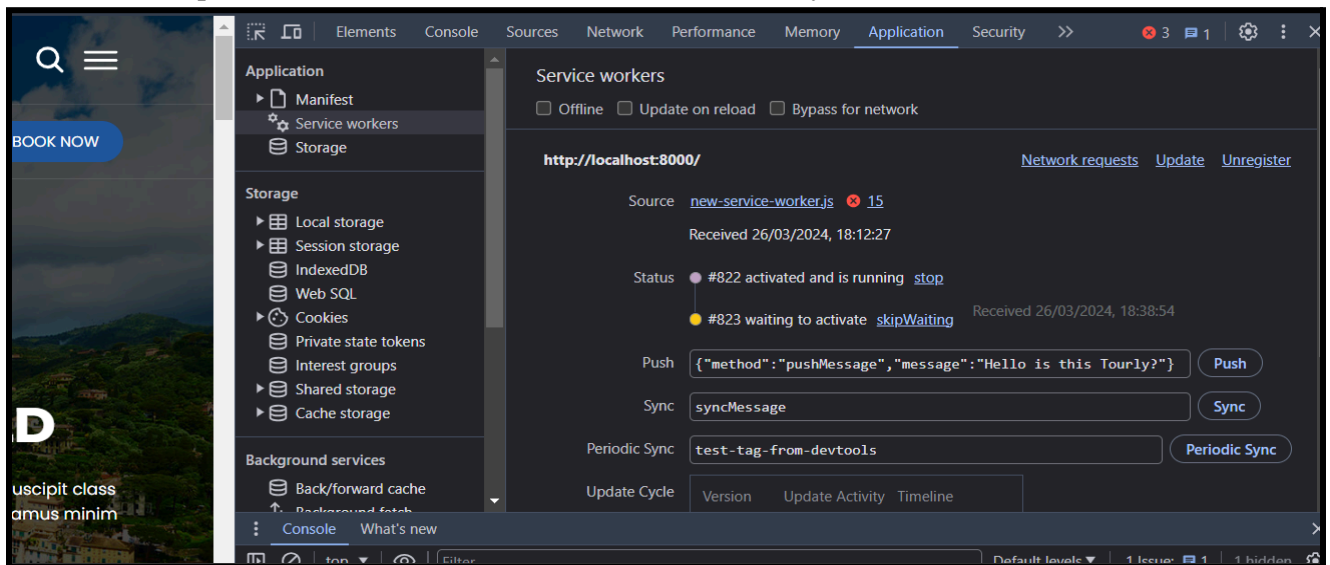 Elements Console Sources Network Performance Memory Application Security >> 3 1
BOOK NOW
D
uscipit class
amus minim
Application
Manifest
Service workers
Storage
Storage
Local storage
Session storage
IndexedDB
Web SQL
Cookies
Private state tokens
Interest groups
Shared storage
Cache storage
Background services
Back/forward cache
Background fetch
Service workers
Offline Update on reload Bypass for network
http://localhost:8000/ Network requests Update Unregister
Source new-service-worker.js 15
Received 26/03/2024, 18:12:27
Status #822 activated and is running stop
#823 waiting to activate skipWaiting Received 26/03/2024, 18:38:54
Push {"method":"pushMessage","message":"Hello is this Tourly?"} Push
Sync syncMessage Sync
Periodic Sync test-tag-from-devtools Periodic Sync
Update Cycle Version Update Activity Timeline
Console What's new
top Filter Default levels 1 Issue: 1 1 hidden